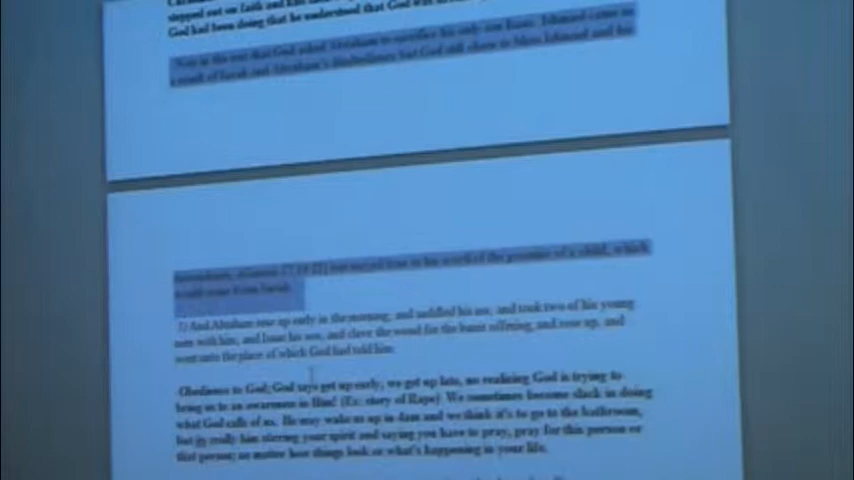 stepped out on faith and
God had been doing that he understood that God was
Now in the text that God asked Abraham to sacrifice his only son Isaac. Ishmael came as
a result of Sarah and Abraham's disobedience but God still chose to bless Ishmael and his
descendants, (Genesis 17:18-22) but stayed true to his word of the promise of a child, which
would come from Sarah.
3) And Abraham rose up early in the morning, and saddled his ass, and took two of his young
men with him, and Isaac his son, and clave the wood for the burnt offering, and rose up, and
went unto the place of which God had told him.
Obedience to God; God says get up early, we get up late, no realizing God is trying to
bring us to an awareness in Him! (Ex: story of Rape) We sometimes become slack in doing
what God calls of us. He may wake us up in 4am and we think it's to go to the bathroom,
but its really him stirring your spirit and saying you have to pray, pray for this person or
that person; no matter how things look or what's happening in your life.